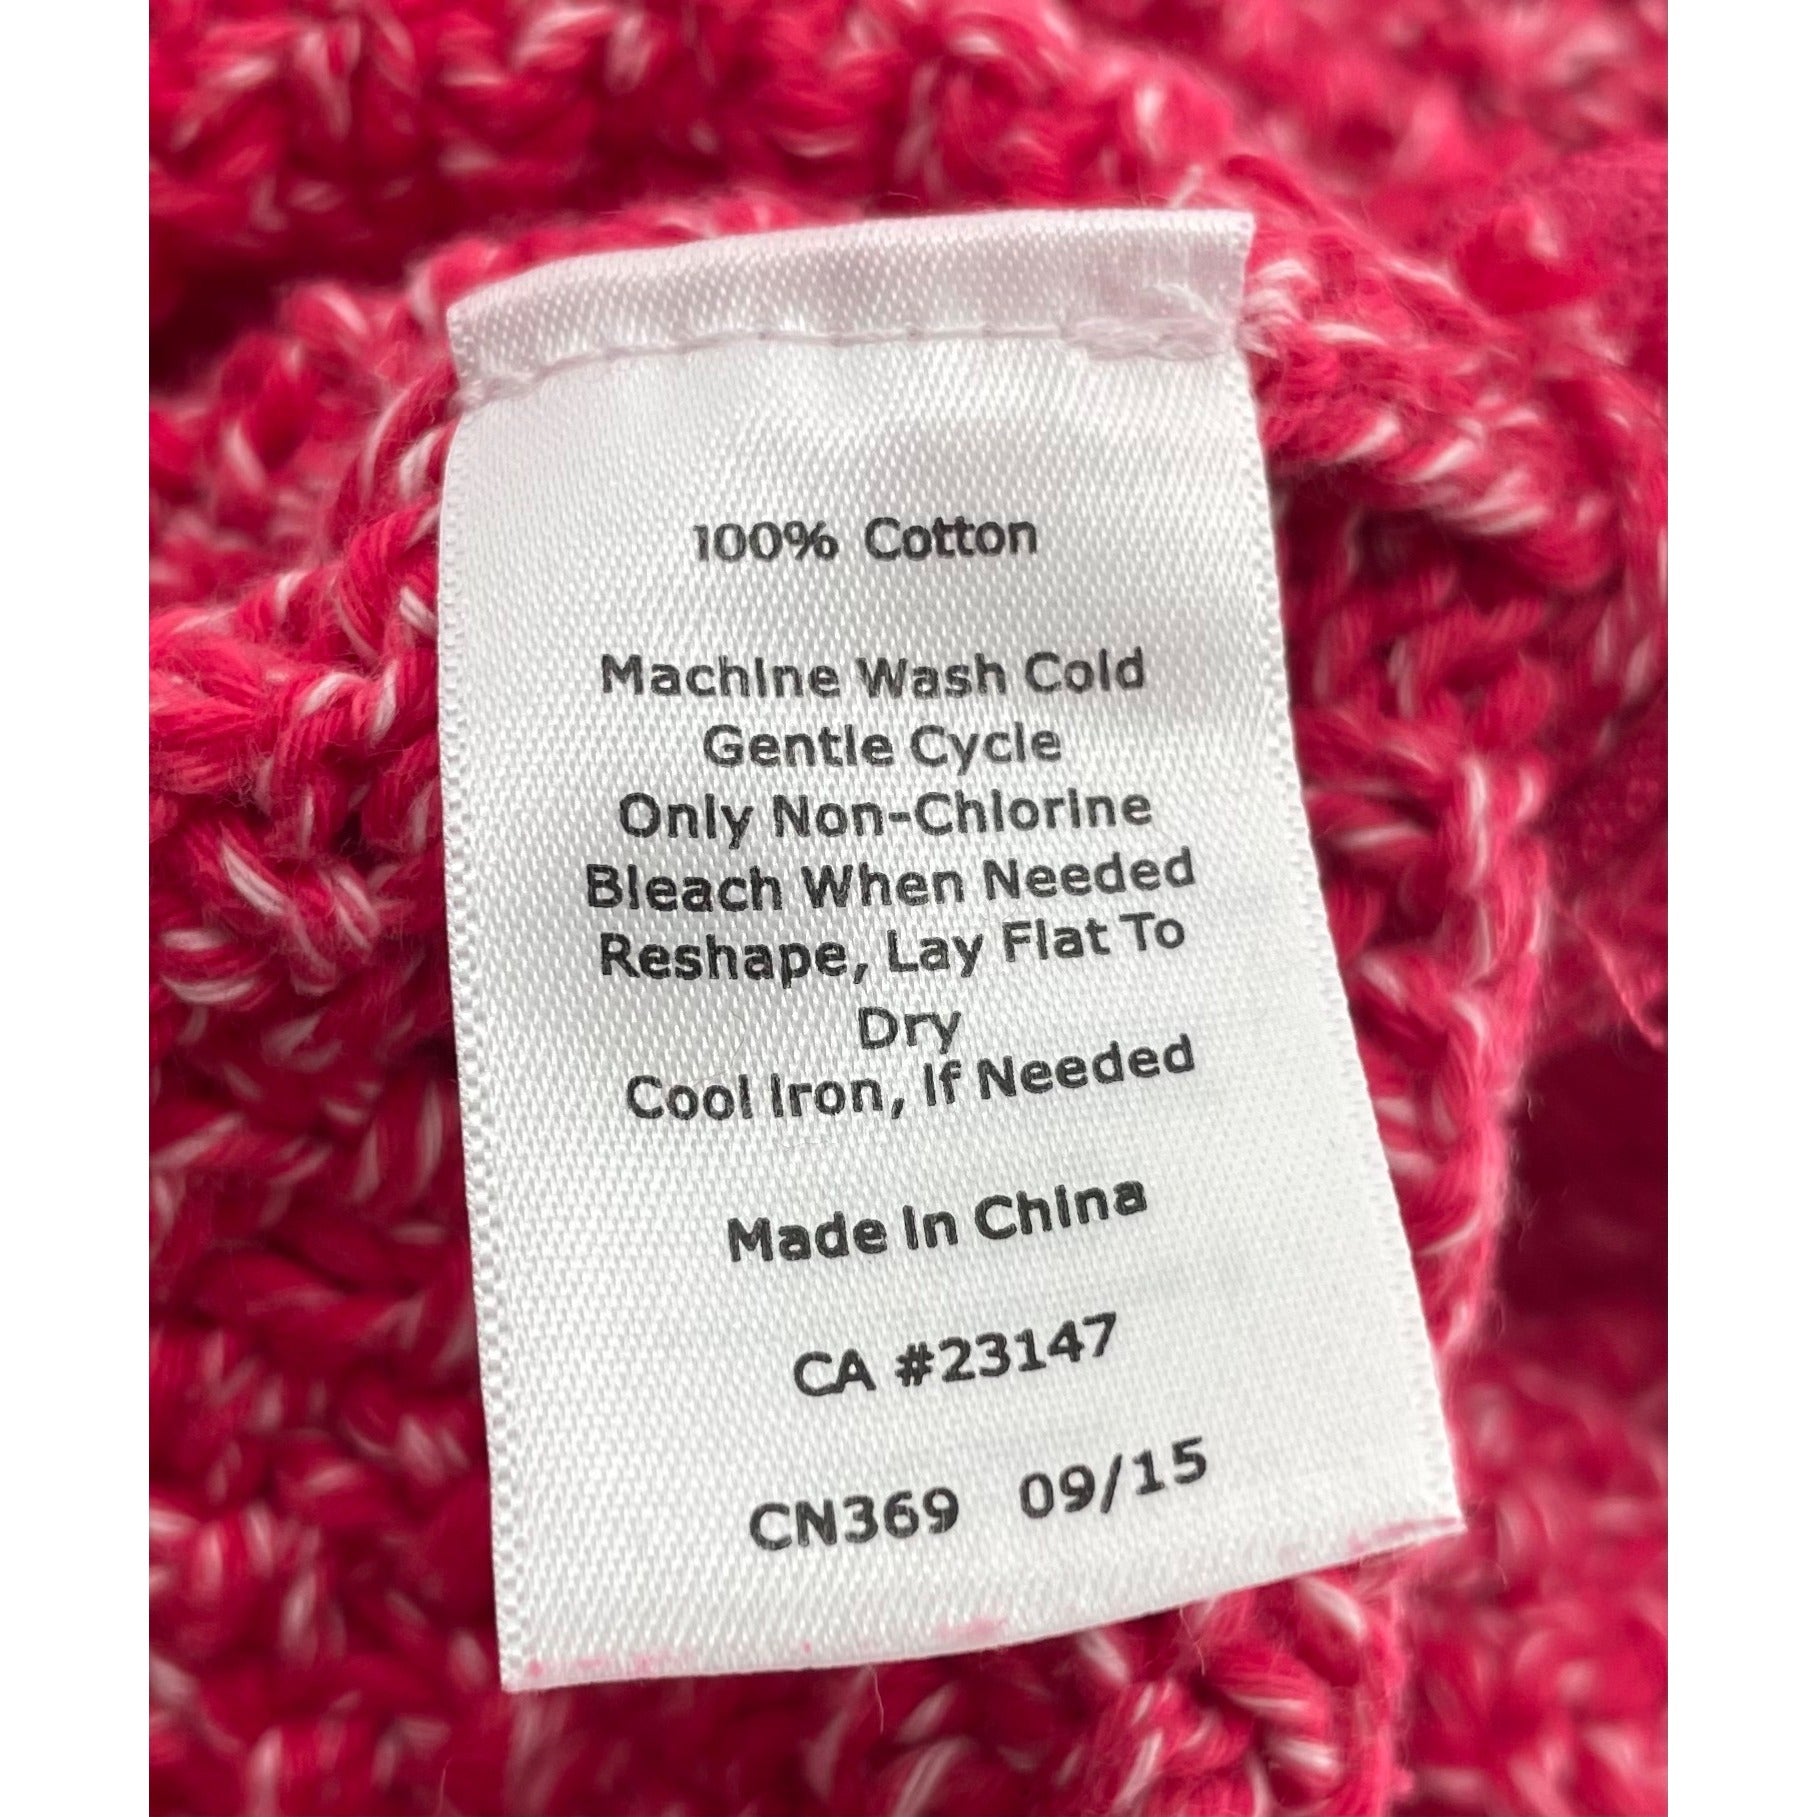 100% Cotton
Machine Wash Cold
Gentle Cycle
Only Non-Chlorine
Bleach When Needed
Reshape, Lay Flat To
Dry
Cool Iron, If Needed
Made In China
CA #23147
CN369 09/15